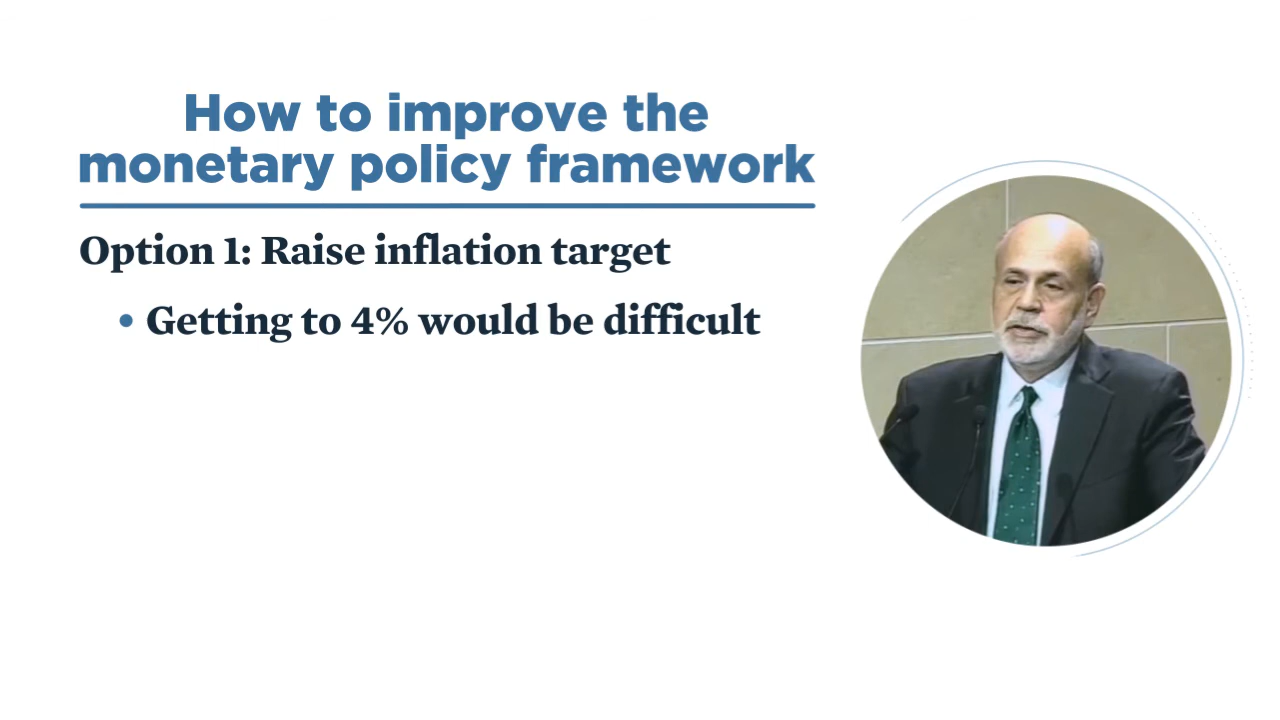 How to improve the
monetary policy framework
Option 1: Raise inflation target
• Getting to 4% would be difficult